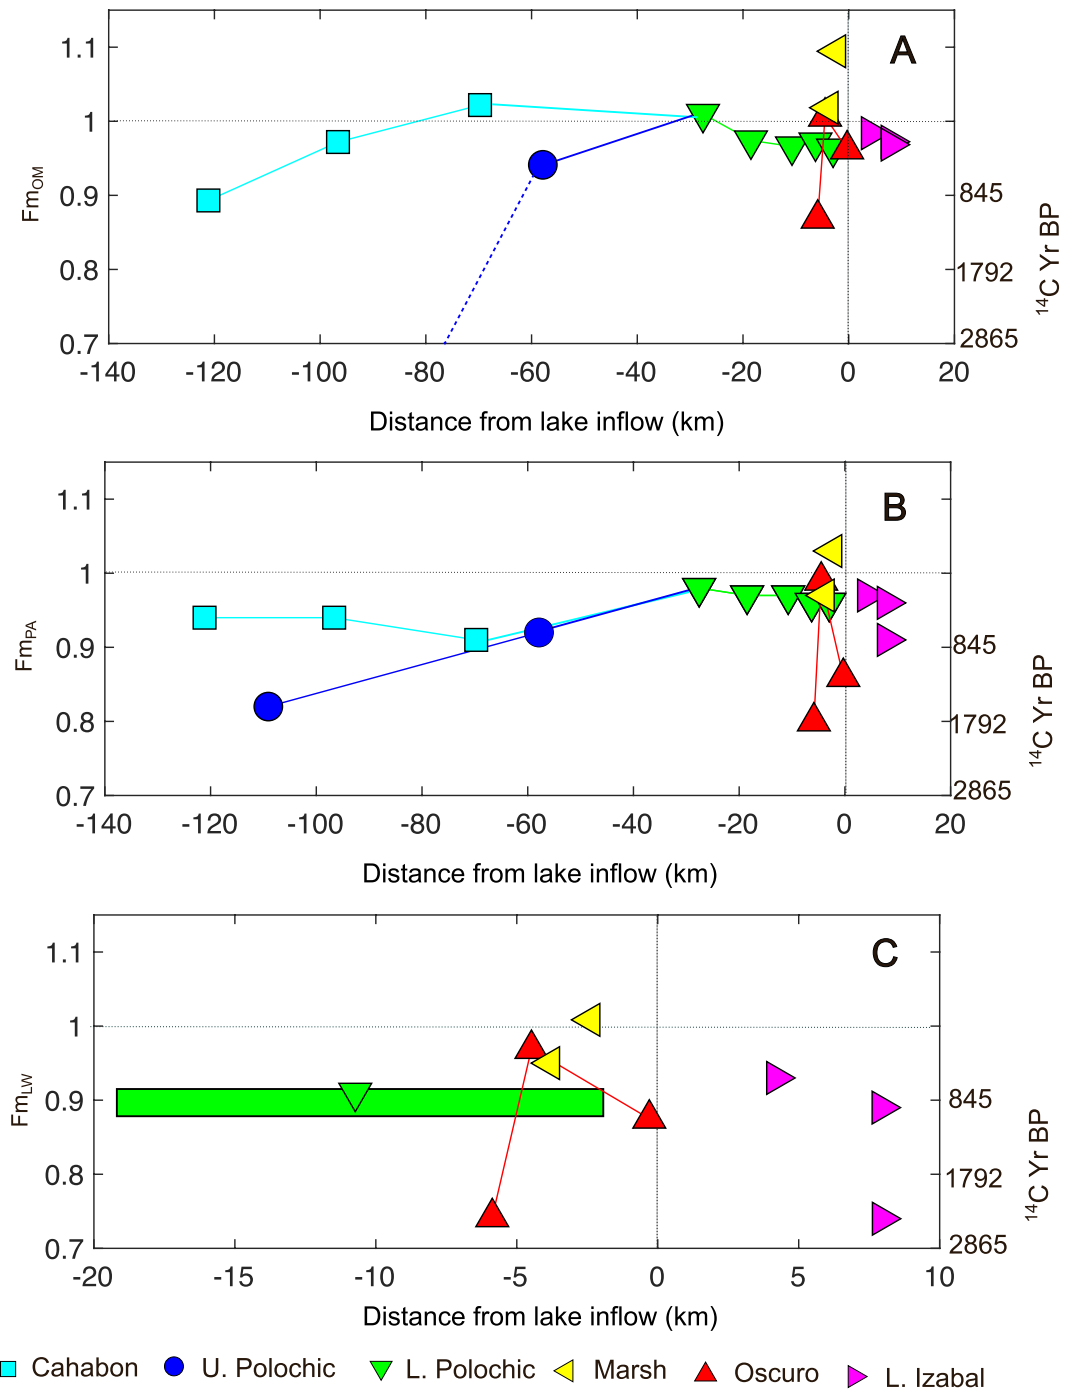 A
1.1
1
0.9
0.8
0.7
Fm_OM
845
1792
2865
¹⁴C Yr BP
-140 -120 -100 -80 -60 -40 -20 0 20
Distance from lake inflow (km)
B
1.1
1
0.9
0.8
0.7
Fm_PA
845
1792
2865
¹⁴C Yr BP
-140 -120 -100 -80 -60 -40 -20 0 20
Distance from lake inflow (km)
C
1.1
1
0.9
0.8
0.7
Fm_LW
845
1792
2865
¹⁴C Yr BP
-20 -15 -10 -5 0 5 10
Distance from lake inflow (km)
Cahabon U. Polochic L. Polochic Marsh Oscuro L. Izabal